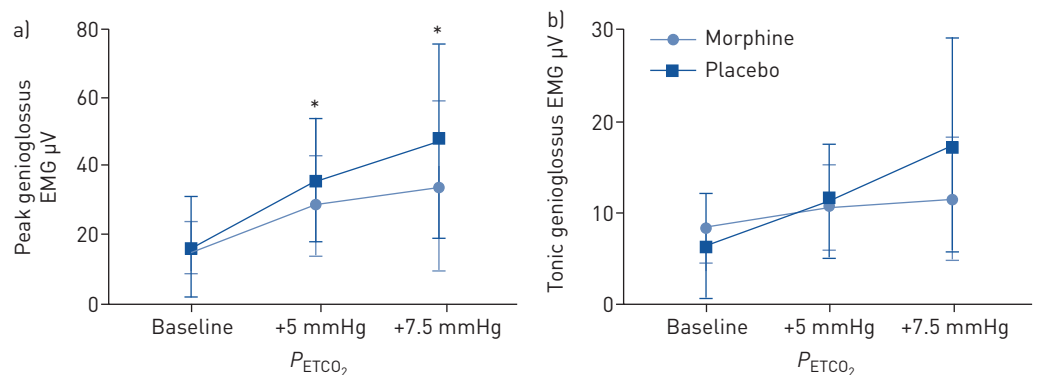 a)
80
60
40
20
0
Peak genioglossus
EMG µV
*
*
Baseline
+5 mmHg
+7.5 mmHg
PETCO2
b)
30
20
10
0
Tonic genioglossus EMG µV
Morphine
Placebo
Baseline
+5 mmHg
+7.5 mmHg
PETCO2